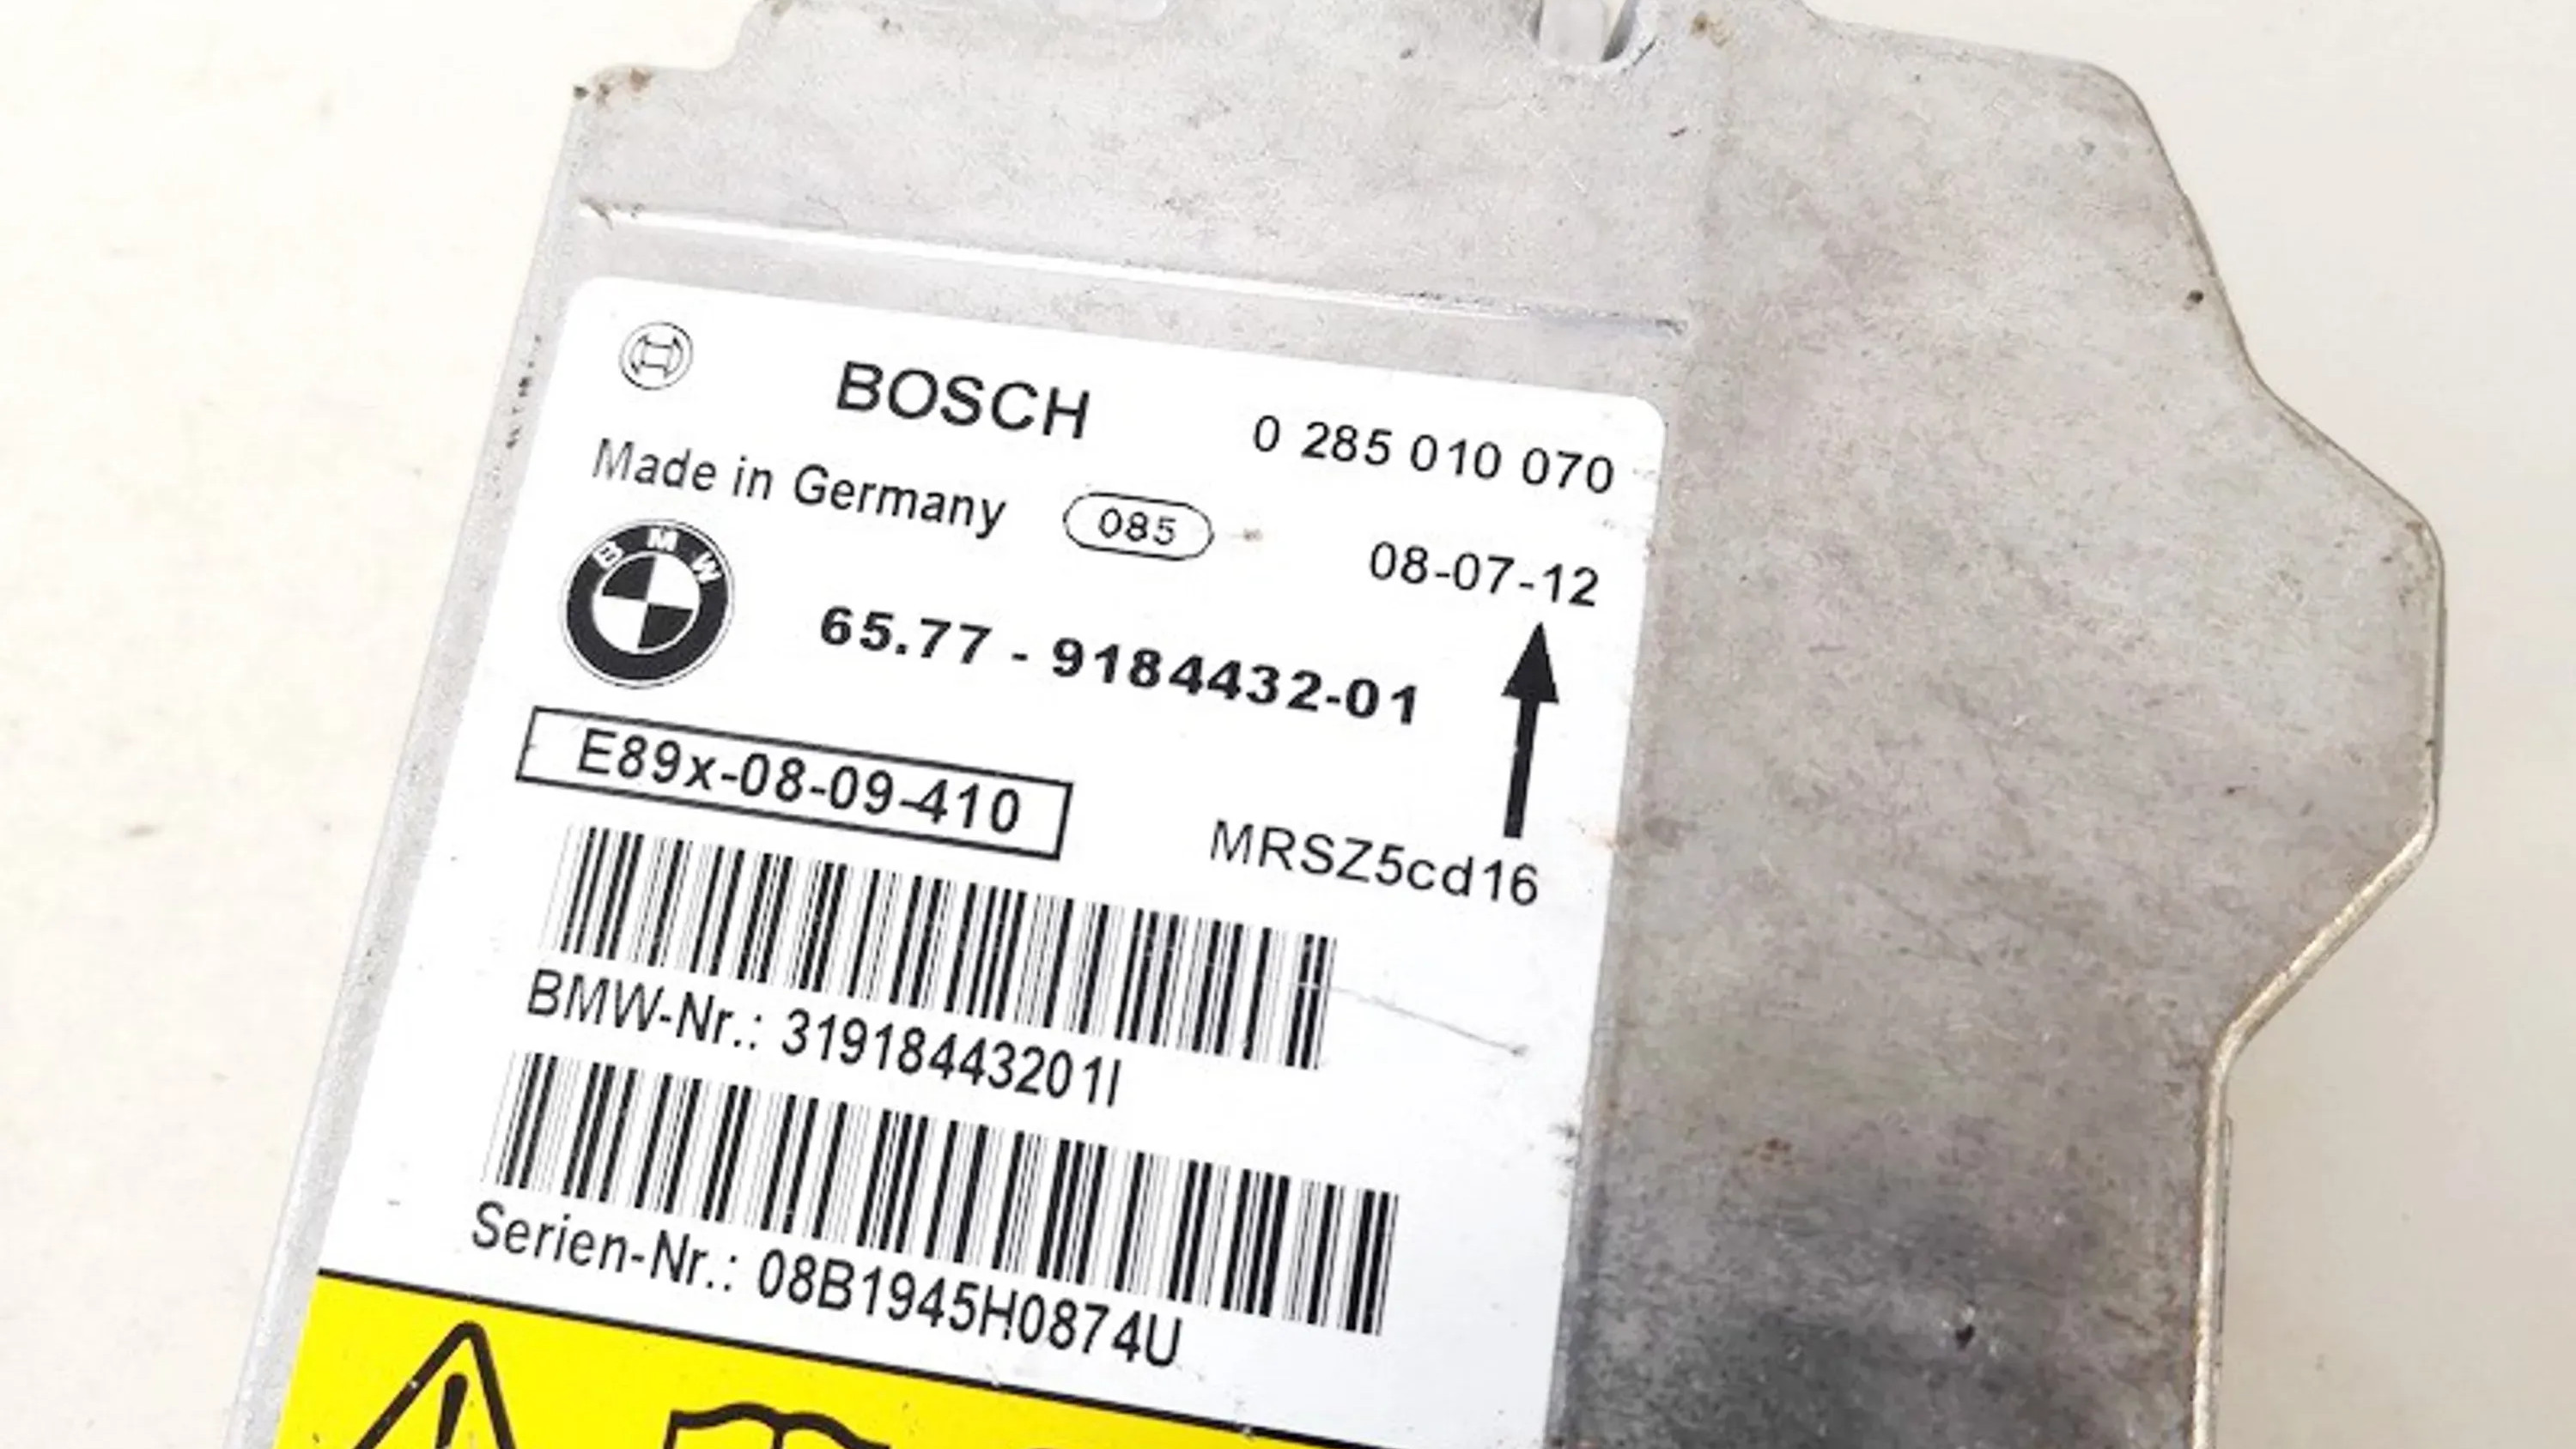 BOSCH 0 285 010 070
Made in Germany 085 08-07-12
BMW 65.77 - 9184432-01
E89x-08-09-410
MRSZ5cd16
BMW-Nr.: 31918443201I
Serien-Nr.: 08B1945H0874U